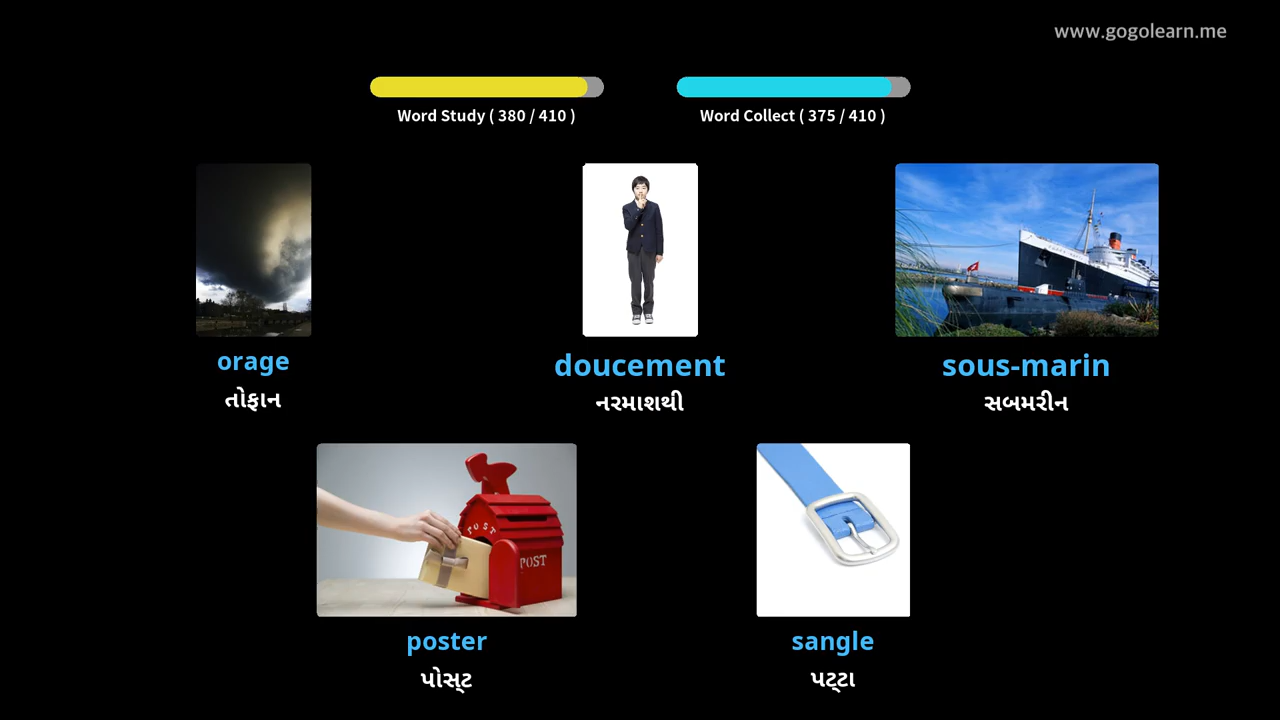 www.gogolearn.me
Word Study ( 380 / 410 )
Word Collect ( 375 / 410 )
orage
તોફાન
doucement
નરમાશથી
sous-marin
સબમરીન
POST
POST
poster
પોસ્ટ
sangle
પટ્ટા